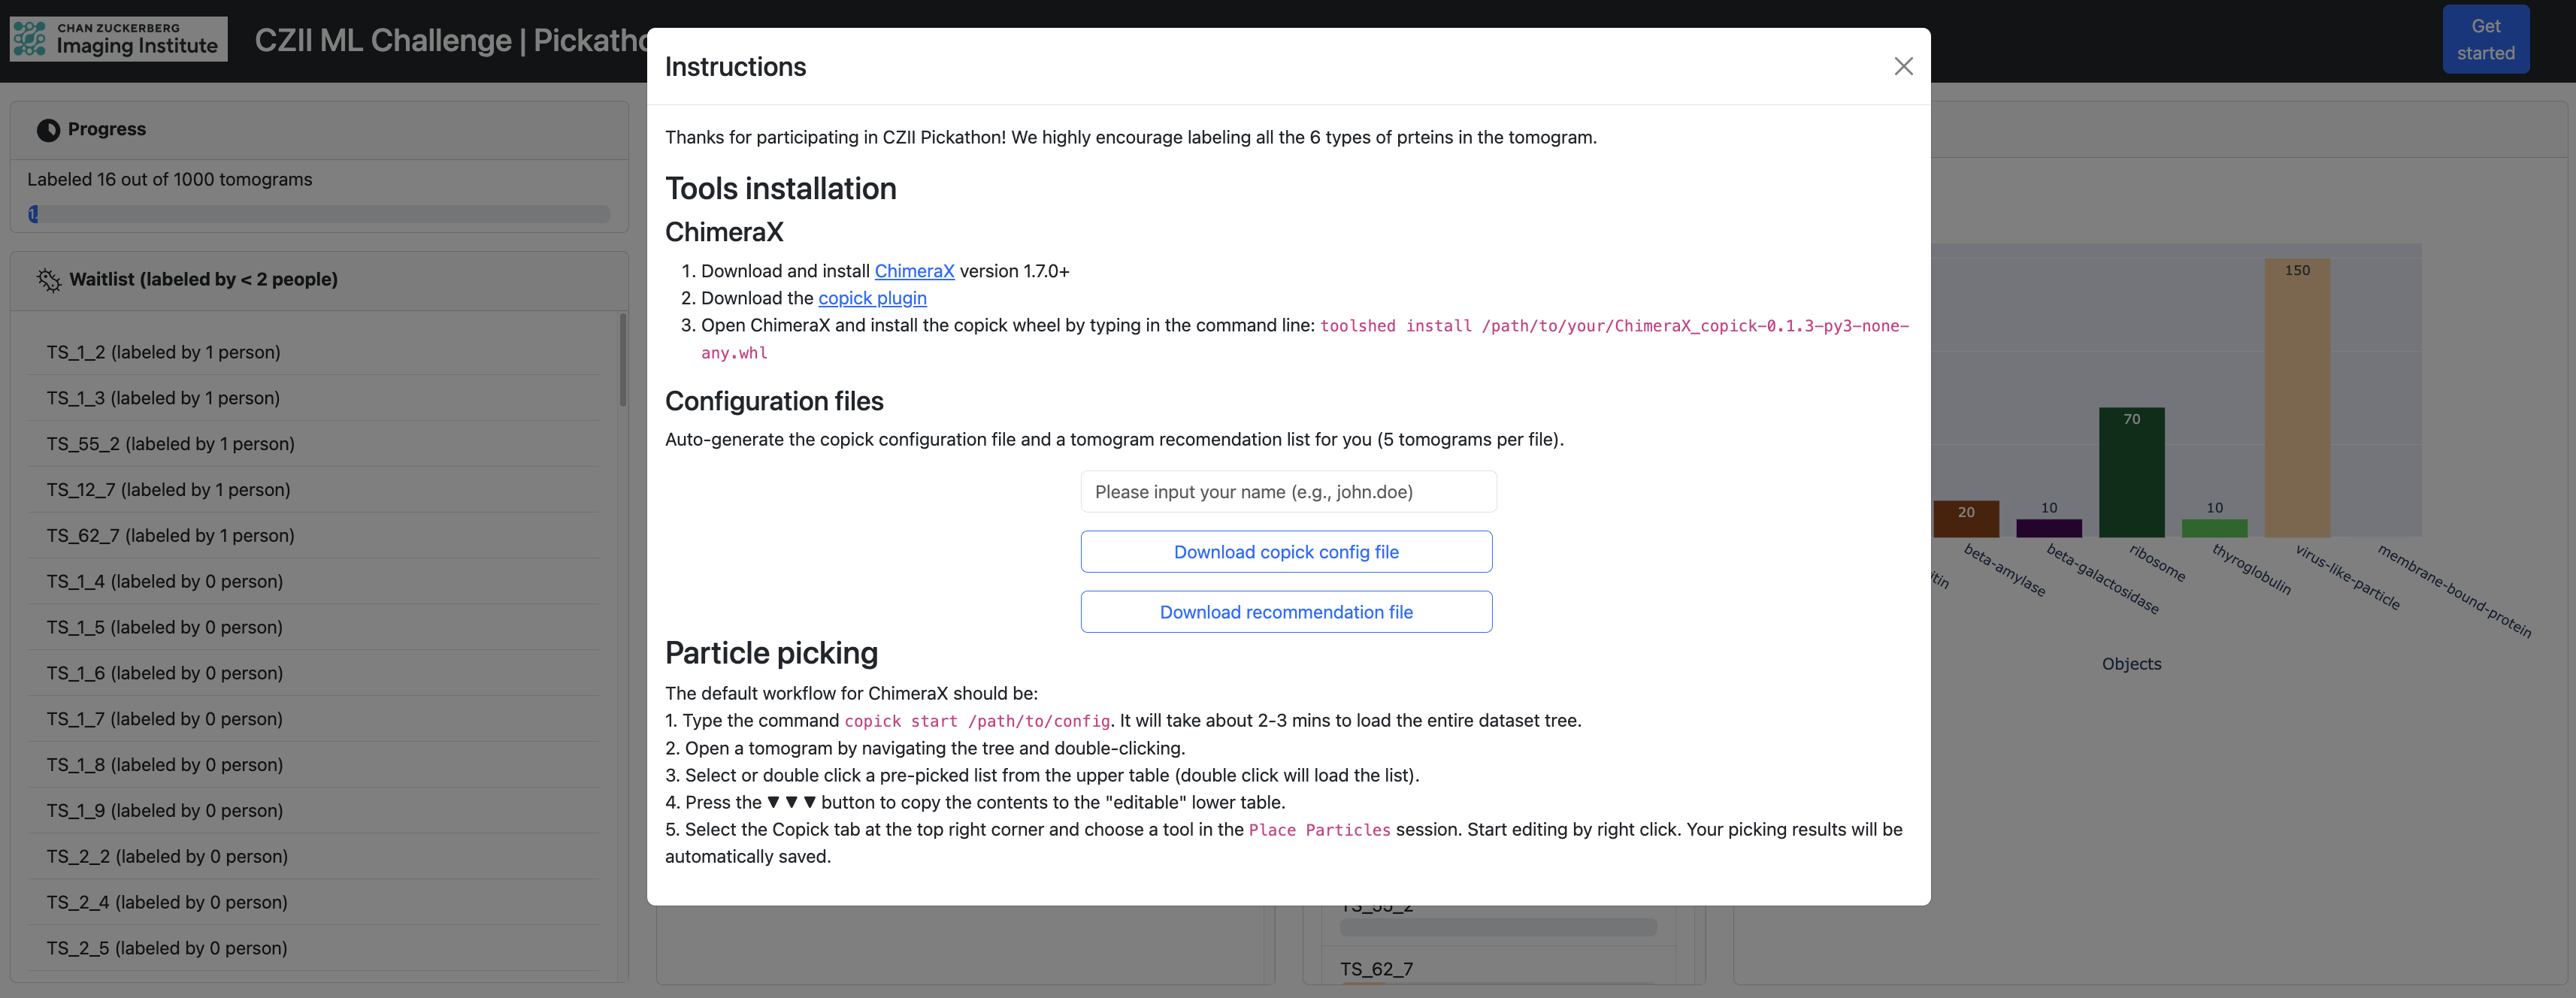 CHAN ZUCKERBERG
Imaging Institute
CZII ML Challenge | Pickatho
Get
started
Progress
Labeled 16 out of 1000 tomograms
1.
Waitlist (labeled by < 2 people)
TS_1_2 (labeled by 1 person)
TS_1_3 (labeled by 1 person)
TS_55_2 (labeled by 1 person)
TS_12_7 (labeled by 1 person)
TS_62_7 (labeled by 1 person)
TS_1_4 (labeled by 0 person)
TS_1_5 (labeled by 0 person)
TS_1_6 (labeled by 0 person)
TS_1_7 (labeled by 0 person)
TS_1_8 (labeled by 0 person)
TS_1_9 (labeled by 0 person)
TS_2_2 (labeled by 0 person)
TS_2_4 (labeled by 0 person)
TS_2_5 (labeled by 0 person)
Instructions
Thanks for participating in CZII Pickathon! We highly encourage labeling all the 6 types of prteins in the tomogram.
Tools installation
ChimeraX
1. Download and install ChimeraX version 1.7.0+
2. Download the copick plugin
3. Open ChimeraX and install the copick wheel by typing in the command line: toolshed install /path/to/your/ChimeraX_copick-0.1.3-py3-none-
any.whl
Configuration files
Auto-generate the copick configuration file and a tomogram recomendation list for you (5 tomograms per file).
Please input your name (e.g., john.doe)
Download copick config file
Download recommendation file
Particle picking
The default workflow for ChimeraX should be:
1. Type the command copick start /path/to/config. It will take about 2-3 mins to load the entire dataset tree.
2. Open a tomogram by navigating the tree and double-clicking.
3. Select or double click a pre-picked list from the upper table (double click will load the list).
4. Press the ▼ ▼ ▼ button to copy the contents to the "editable" lower table.
5. Select the Copick tab at the top right corner and choose a tool in the Place Particles session. Start editing by right click. Your picking results will be
automatically saved.
TS_55_2
TS_62_7
20
10
70
10
150
itin
beta-amylase
beta-galactosidase
ribosome
thyroglobulin
virus-like-particle
membrane-bound-protein
Objects